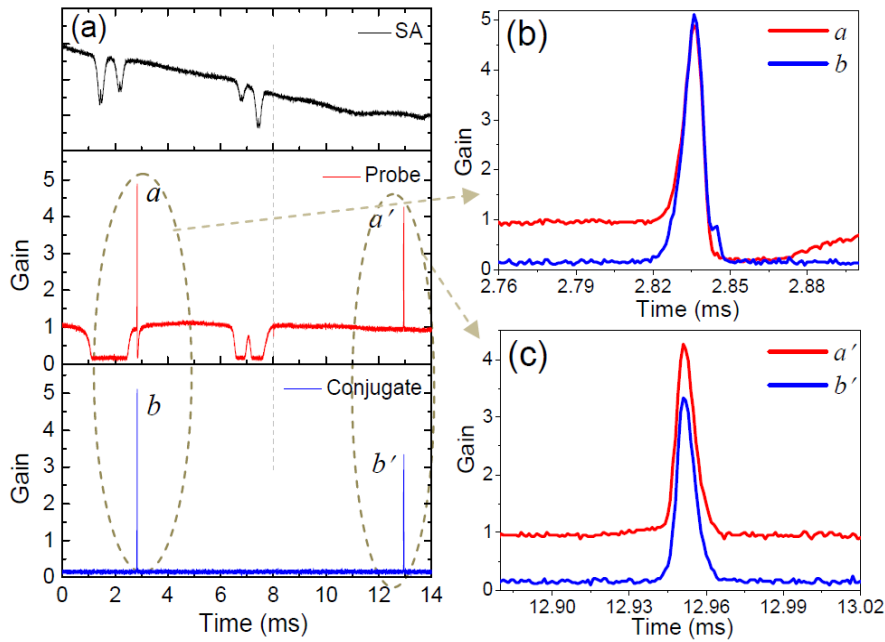 (a)
SA
Probe
5
4
3
2
1
0
Gain
a
a′
Conjugate
5
4
3
2
1
0
Gain
b
b′
0 2 4 6 8 10 12 14
Time (ms)
(b)
a
b
5
4
3
2
1
0
Gain
2.76 2.79 2.82 2.85 2.88
Time (ms)
(c)
a′
b′
4
3
2
1
0
Gain
12.90 12.93 12.96 12.99 13.02
Time (ms)